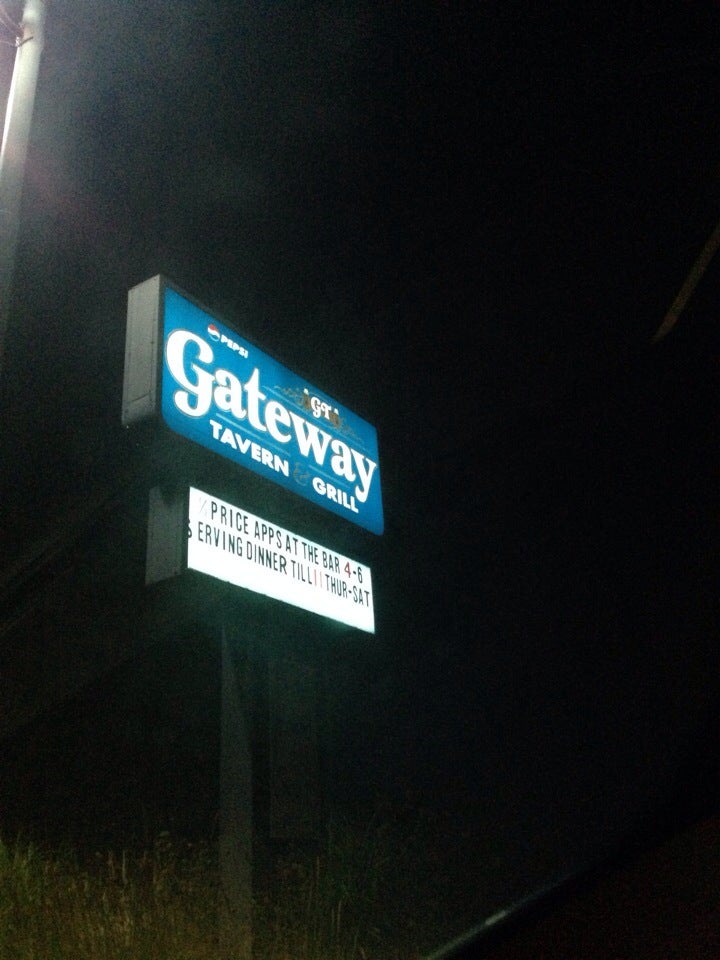 PEPSI
GT
Gateway
TAVERN & GRILL
½ PRICE APPS AT THE BAR 4-6
SERVING DINNER TILL 11 THUR-SAT